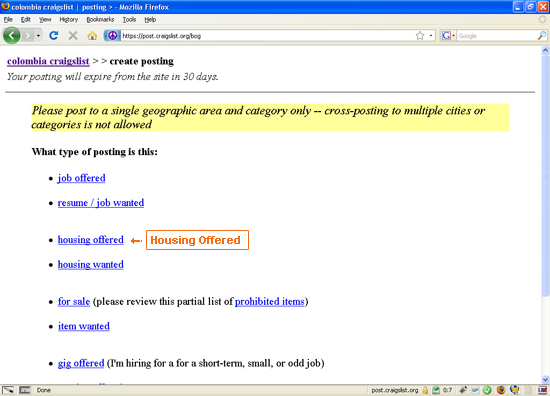 colombia craigslist | posting > - Mozilla Firefox
File Edit View History Bookmarks Tools Help
https://post.craigslist.org/bog
Google
colombia craigslist > > create posting
Your posting will expire from the site in 30 days.
Please post to a single geographic area and category only -- cross-posting to multiple cities or
categories is not allowed
What type of posting is this:
job offered
resume / job wanted
housing offered Housing Offered
housing wanted
for sale (please review this partial list of prohibited items)
item wanted
gig offered (I'm hiring for a for a short-term, small, or odd job)
Done post.craigslist.org 0:7